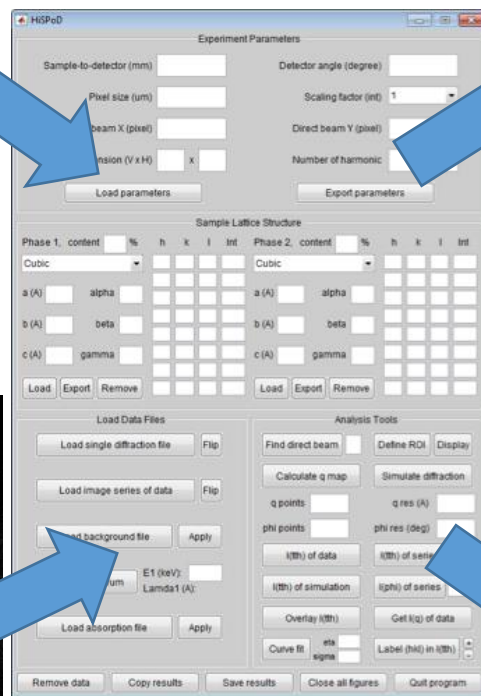 HiSPoD
Experiment Parameters
Sample-to-detector (mm)
Detector angle (degree)
Pixel size (um)
Scaling factor (int) 1
beam X (pixel)
Direct beam Y (pixel)
(V x H) x
Number of harmonic
Load parameters
Export parameters
Sample Lattice Structure
Phase 1, content % h k l Int Phase 2, content % h k l Int
Cubic Cubic
a (A) alpha a (A) alpha
b (A) beta b (A) beta
c (A) gamma c (A) gamma
Load Export Remove Load Export Remove
Load Data Files
Analysis Tools
Load single diffraction file Flip
Find direct beam Define ROI Display
Calculate q map Simulate diffraction
Load image series of data Flip
q points q res (A)
phi points phi res (deg)
background file Apply
I(tth) of data I(tth) of
E1 (keV):
Lamda1 (A):
I(tth) of simulation I(phi) of series
Overlay I(tth) Get I(q) of data
Load absorption file Apply
Curve fit eta
sigma
Label (hkl) in I(tth) + -
Remove data Copy results Save results Close all figures Quit program